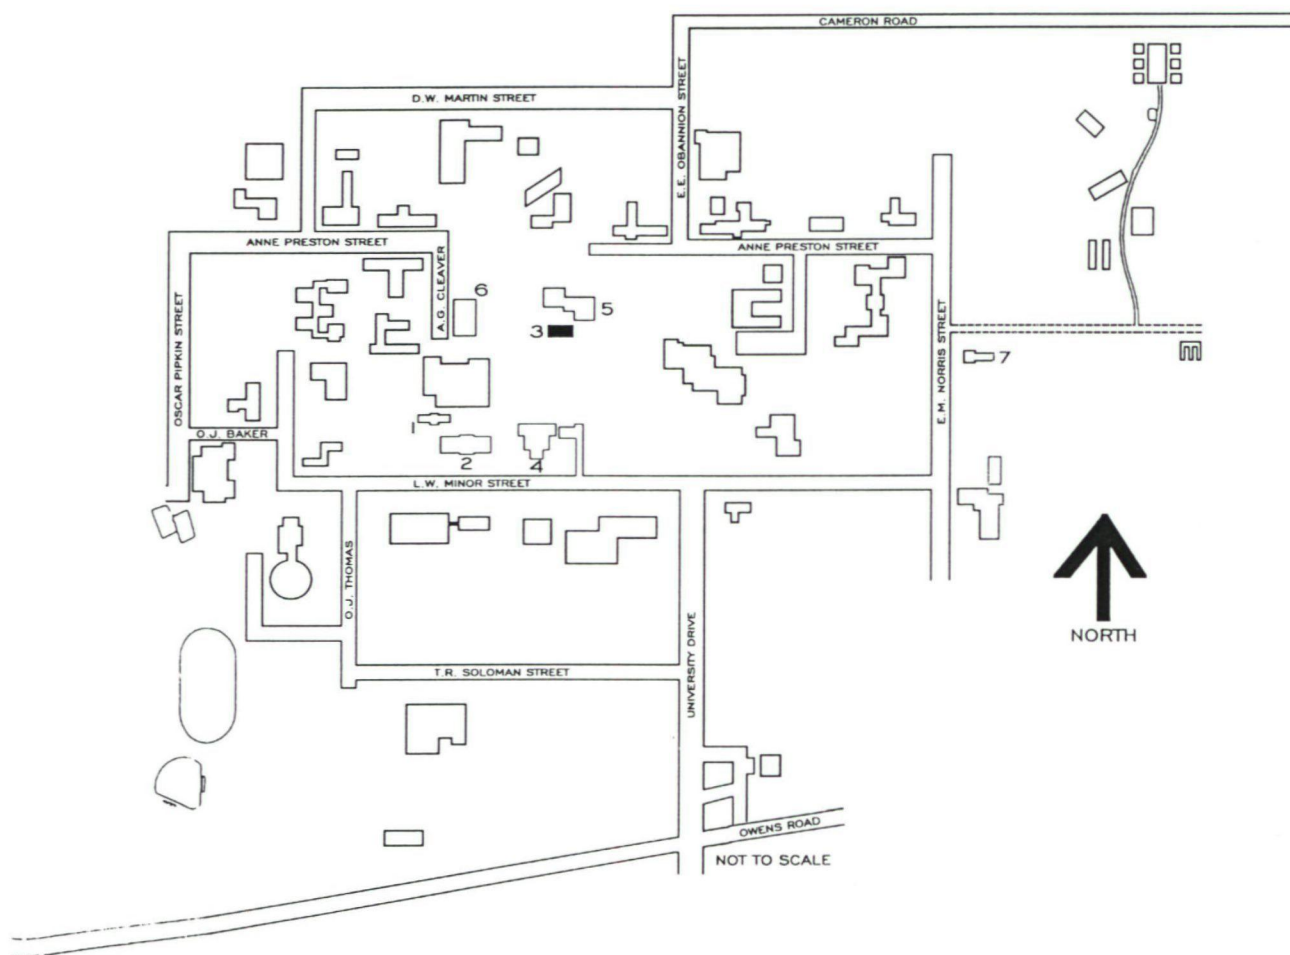 CAMERON ROAD
D.W. MARTIN STREET
E.E. OBANNION STREET
ANNE PRESTON STREET
ANNE PRESTON STREET
A.G. CLEAVER
6
5
3
OSCAR PIPKIN STREET
E.M. NORRIS STREET
7
1
O.J. BAKER
2
4
L.W. MINOR STREET
O.J. THOMAS
NORTH
UNIVERSITY DRIVE
T.R. SOLOMAN STREET
OWENS ROAD
NOT TO SCALE